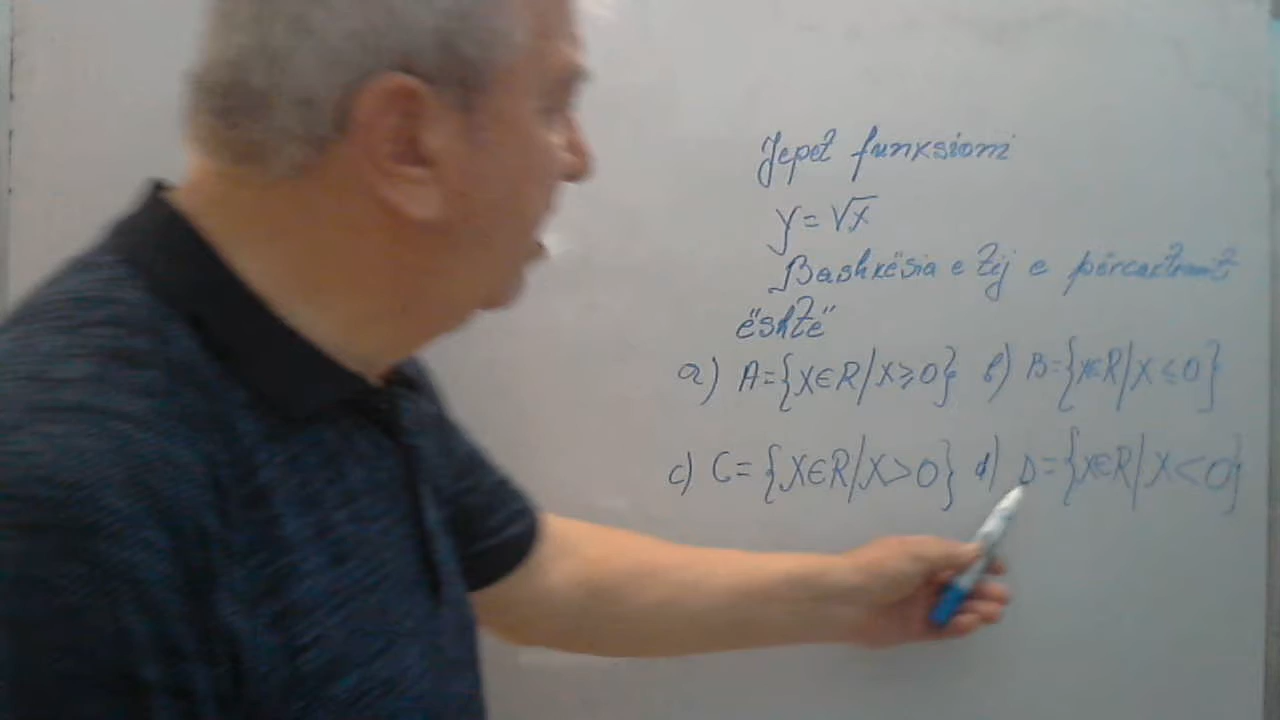 Jepet funksioni
y = √x
Bashkësia e tij e përcaktimit
është
a) A={x∈R/x≥0} b) B={x∈R/x≤0}
c) C={x∈R/x>0} d) D={x∈R/x<0}